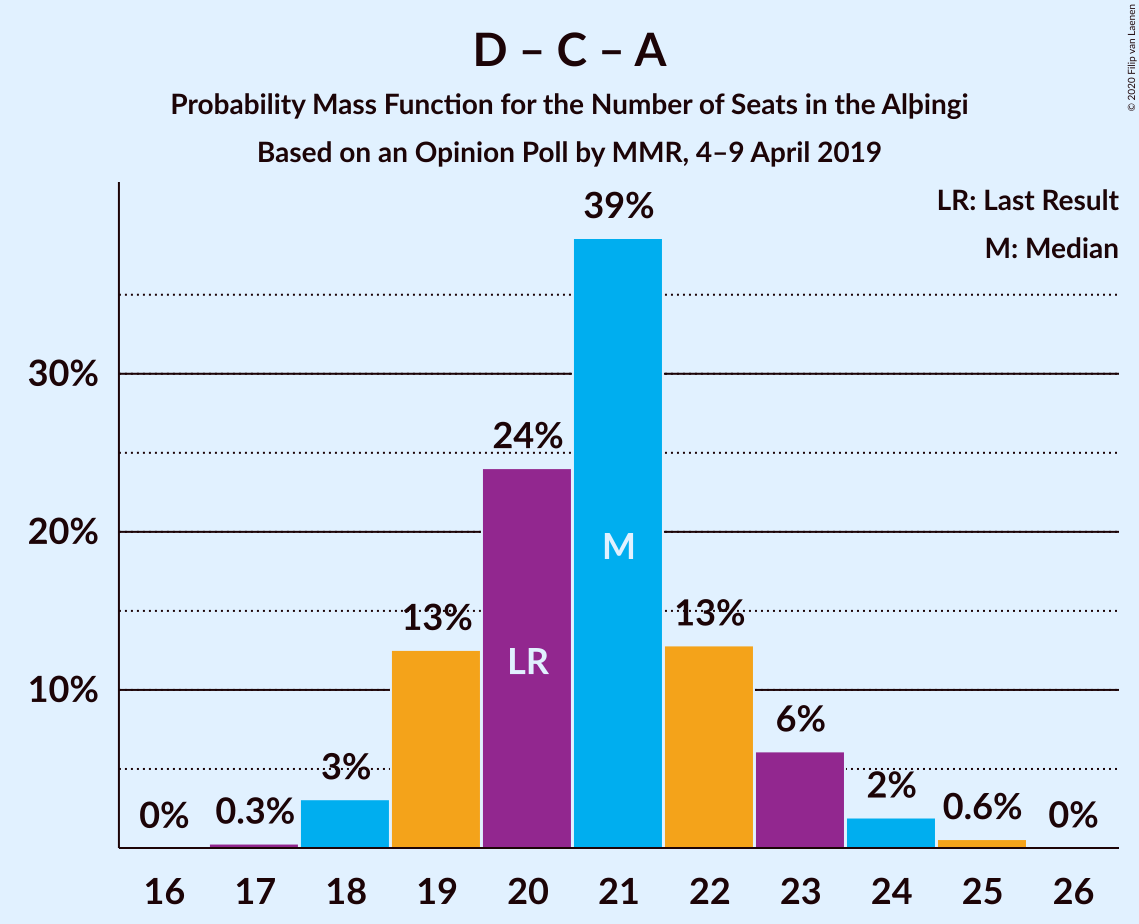 D – C – A
Probability Mass Function for the Number of Seats in the Alþingi
Based on an Opinion Poll by MMR, 4–9 April 2019
© 2020 Filip van Laenen
LR: Last Result
M: Median
30%
20%
10%
0%
0.3%
3%
13%
24%
39%
13%
6%
2%
0.6%
0%
LR
M
16 17 18 19 20 21 22 23 24 25 26